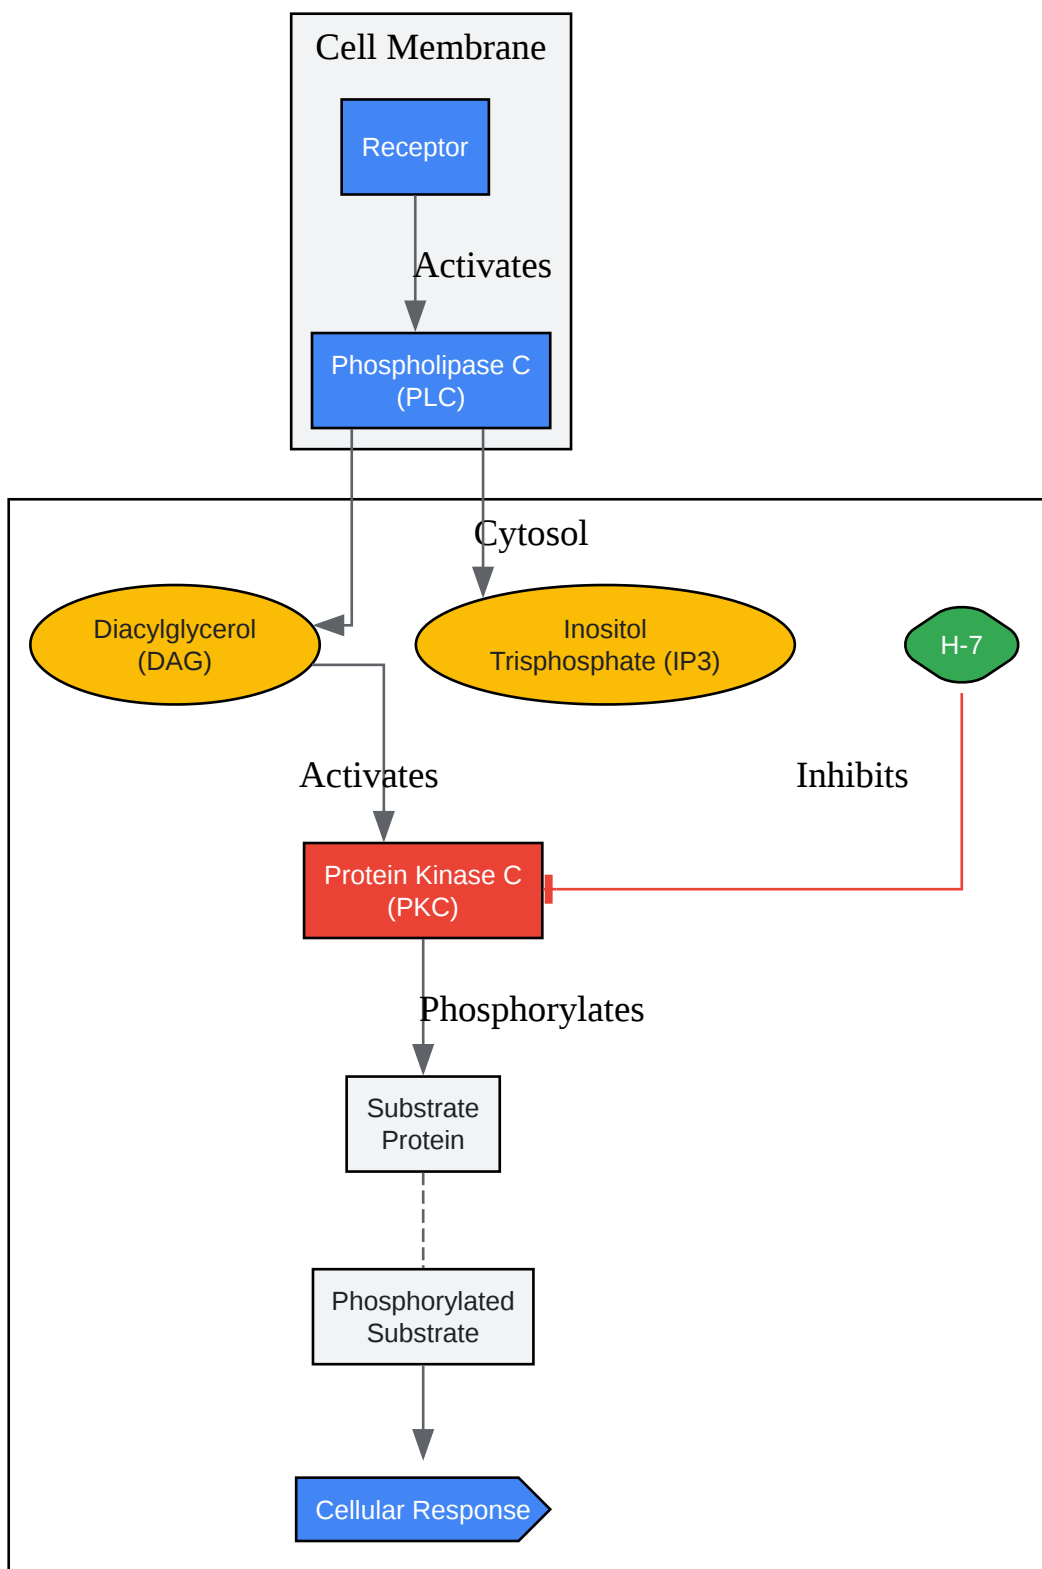 Cell Membrane
Receptor
Activates
Phospholipase C
(PLC)
Cytosol
Diacylglycerol
(DAG)
Inositol
Trisphosphate (IP3)
H-7
Activates
Inhibits
Protein Kinase C
(PKC)
Phosphorylates
Substrate
Protein
Phosphorylated
Substrate
Cellular Response